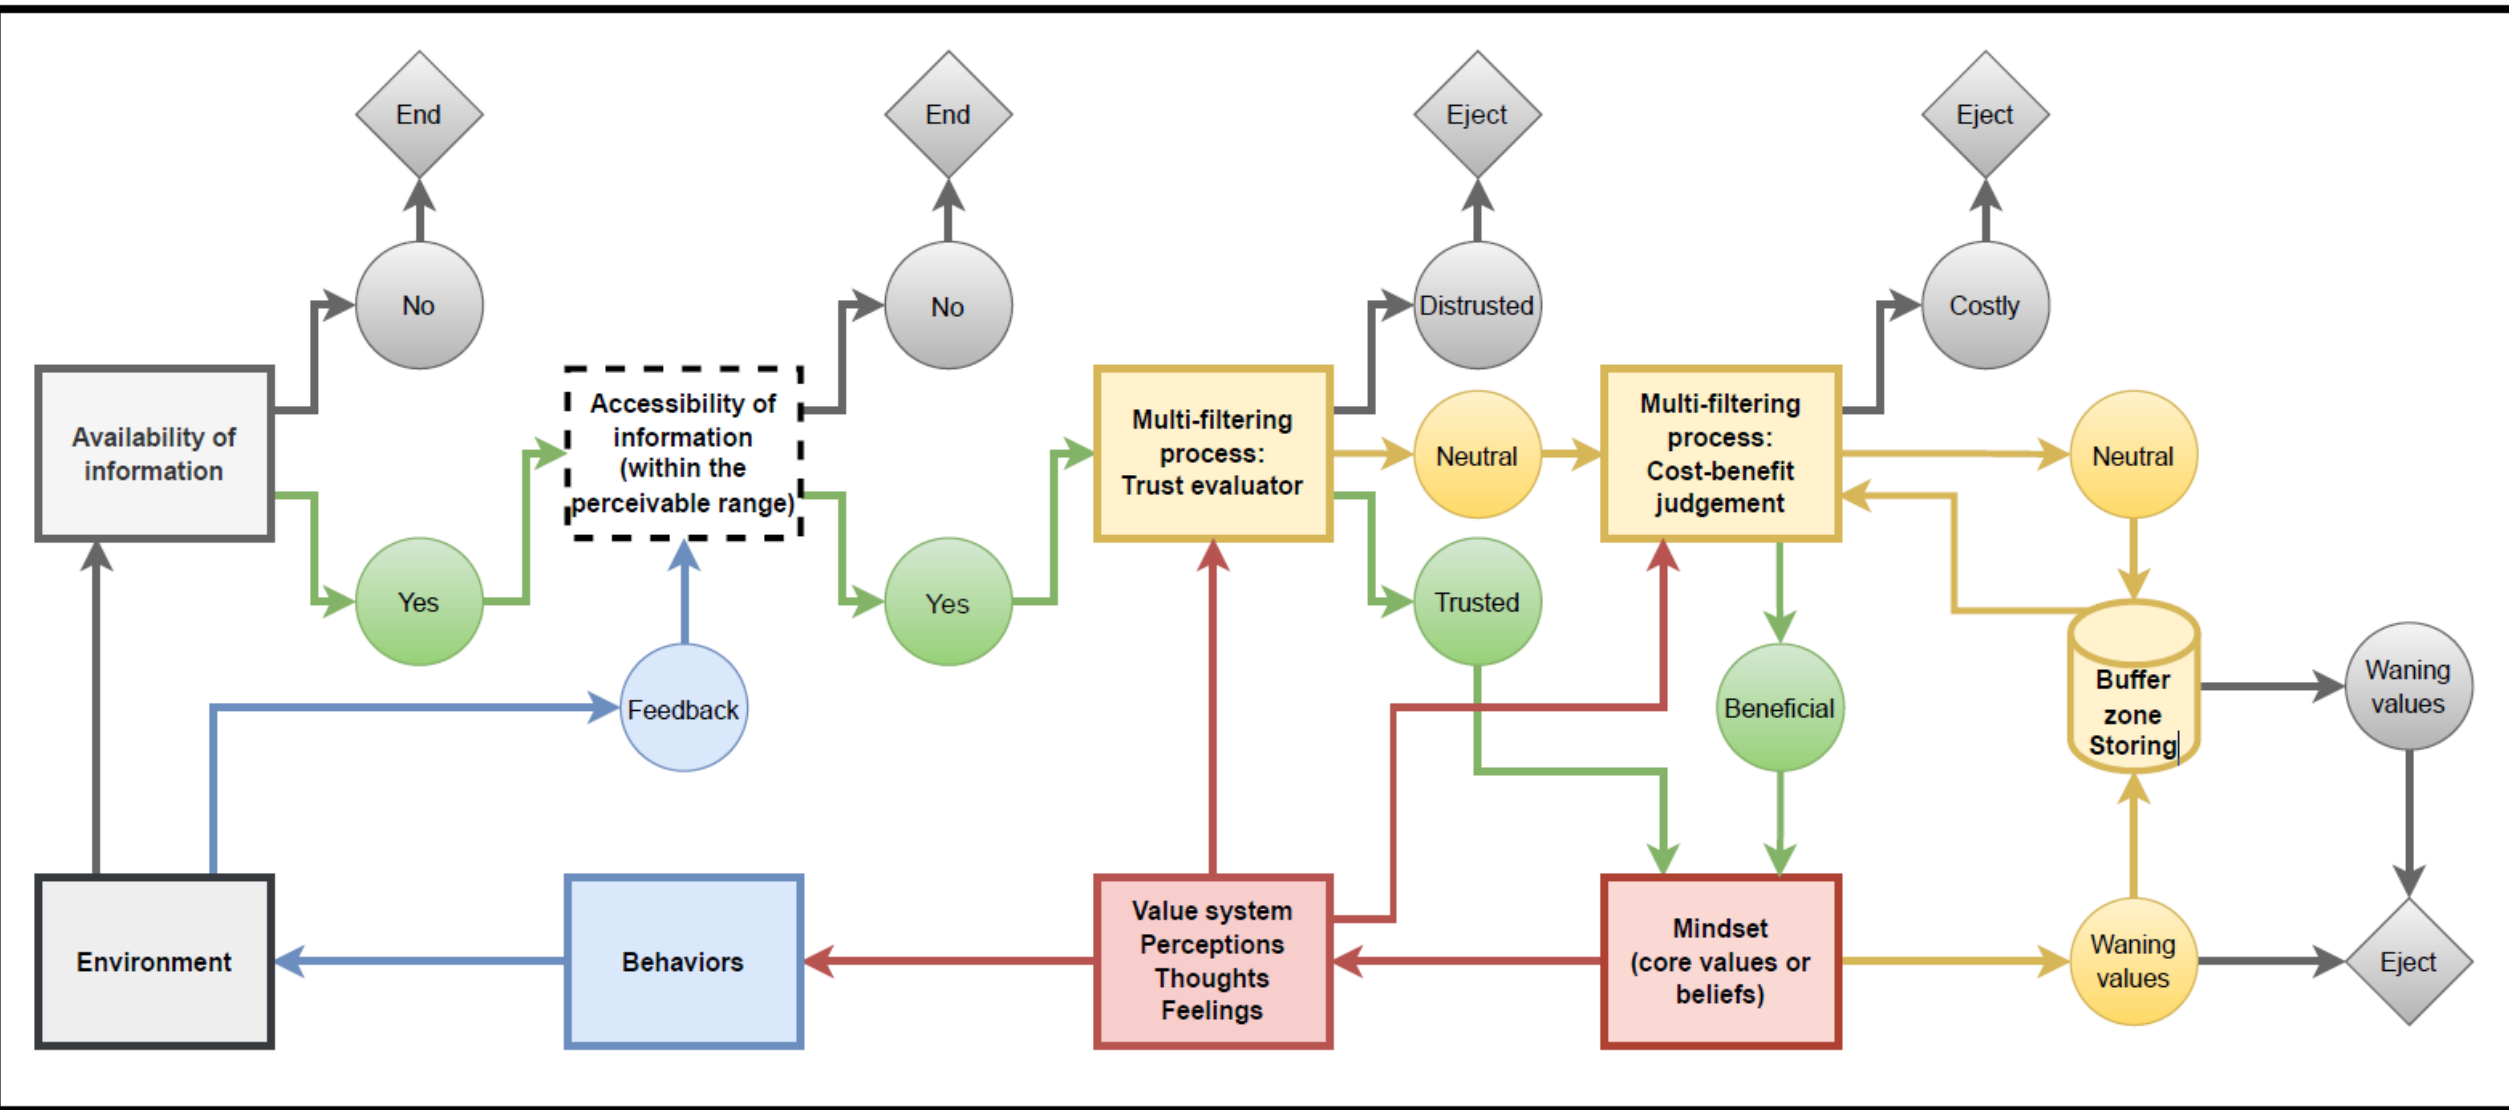 End
End
Eject
Eject
No
No
Distrusted
Costly
Availability of
information
Accessibility of
information
(within the
perceivable range)
Multi-filtering
process:
Trust evaluator
Neutral
Multi-filtering
process:
Cost-benefit
judgement
Neutral
Yes
Yes
Trusted
Feedback
Beneficial
Buffer
zone
Storing
Waning
values
Environment
Behaviors
Value system
Perceptions
Thoughts
Feelings
Mindset
(core values or
beliefs)
Waning
values
Eject